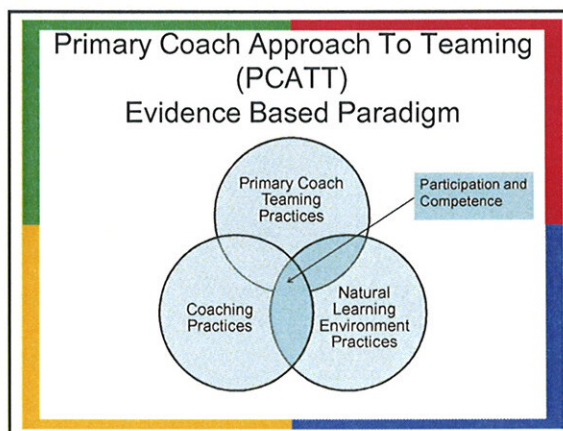 Primary Coach Approach To Teaming
(PCATT)
Evidence Based Paradigm
Primary Coach
Teaming
Practices
Participation and
Competence
Coaching
Practices
Natural
Learning
Environment
Practices